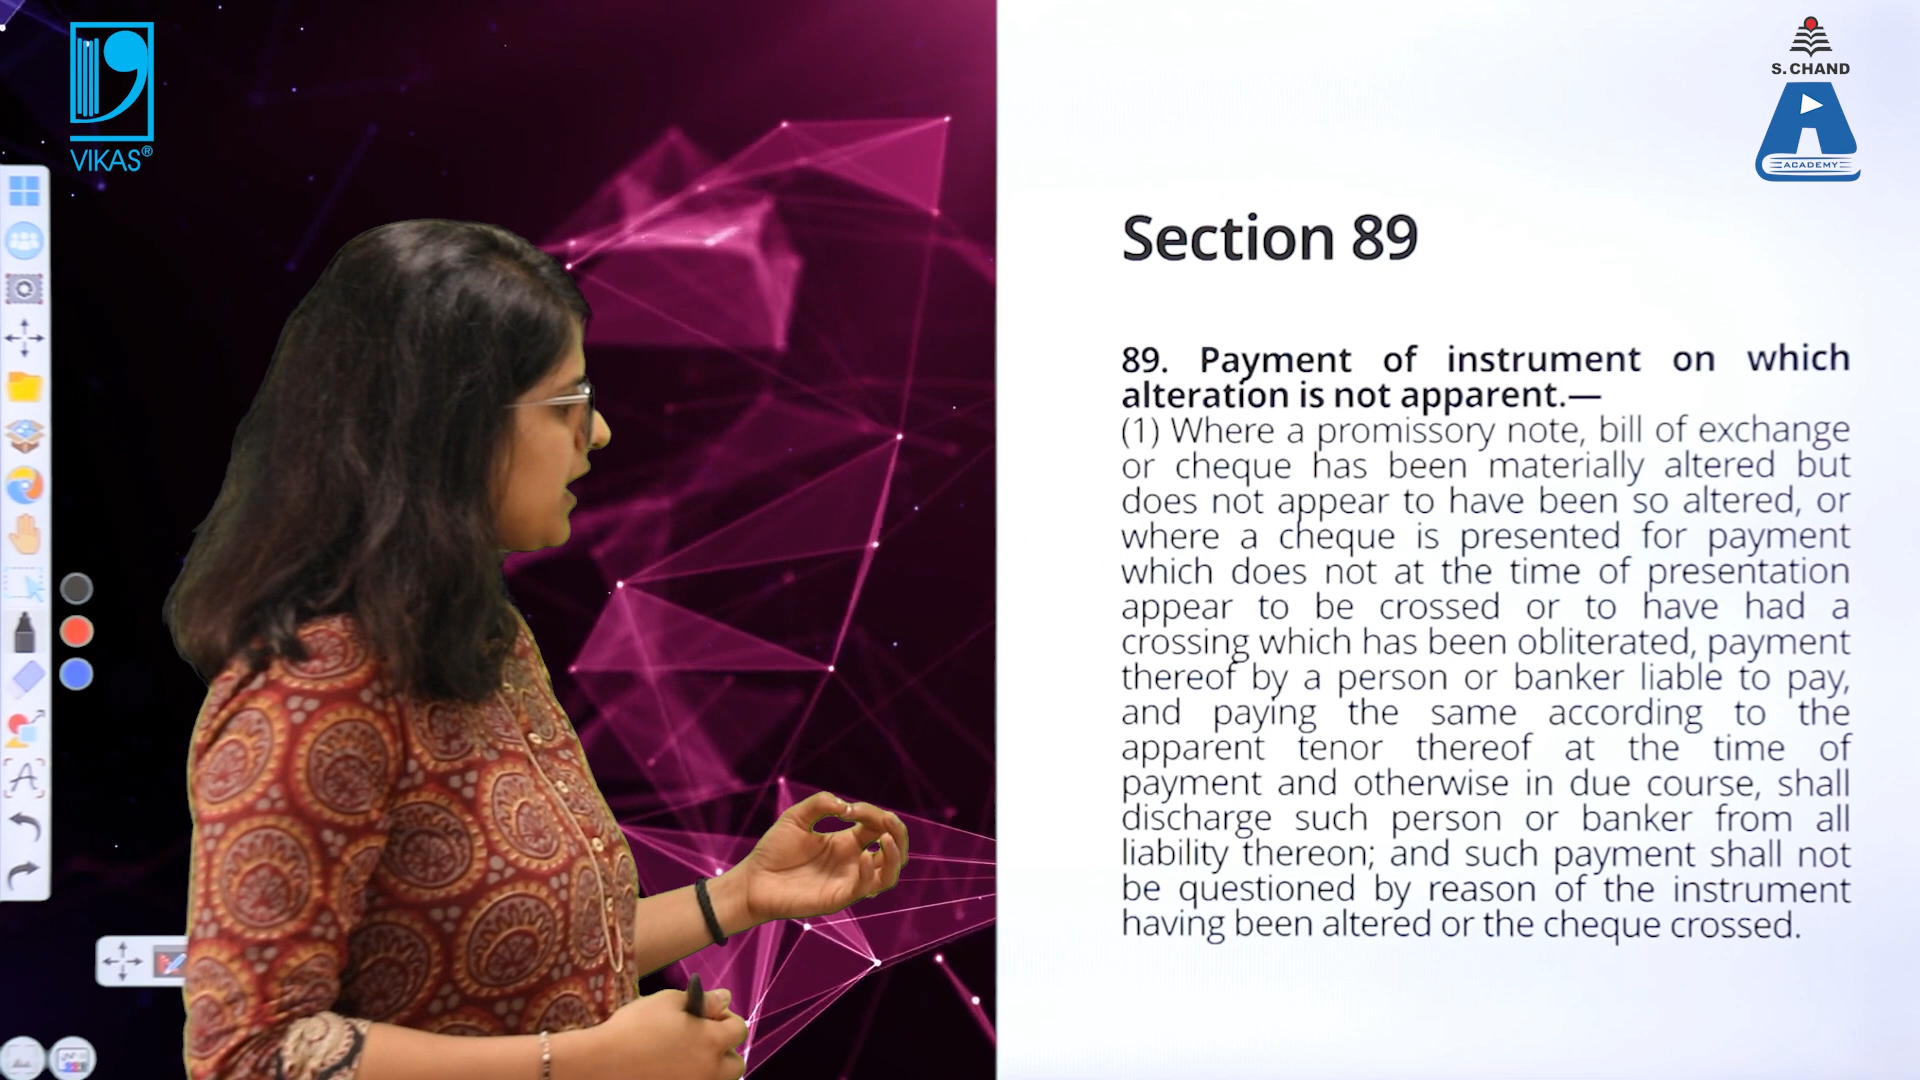 VIKAS®
S. CHAND
ACADEMY
Section 89
89. Payment of instrument on which
alteration is not apparent.—
(1) Where a promissory note, bill of exchange
or cheque has been materially altered but
does not appear to have been so altered, or
where a cheque is presented for payment
which does not at the time of presentation
appear to be crossed or to have had a
crossing which has been obliterated, payment
thereof by a person or banker liable to pay,
and paying the same according to the
apparent tenor thereof at the time of
payment and otherwise in due course, shall
discharge such person or banker from all
liability thereon; and such payment shall not
be questioned by reason of the instrument
having been altered or the cheque crossed.